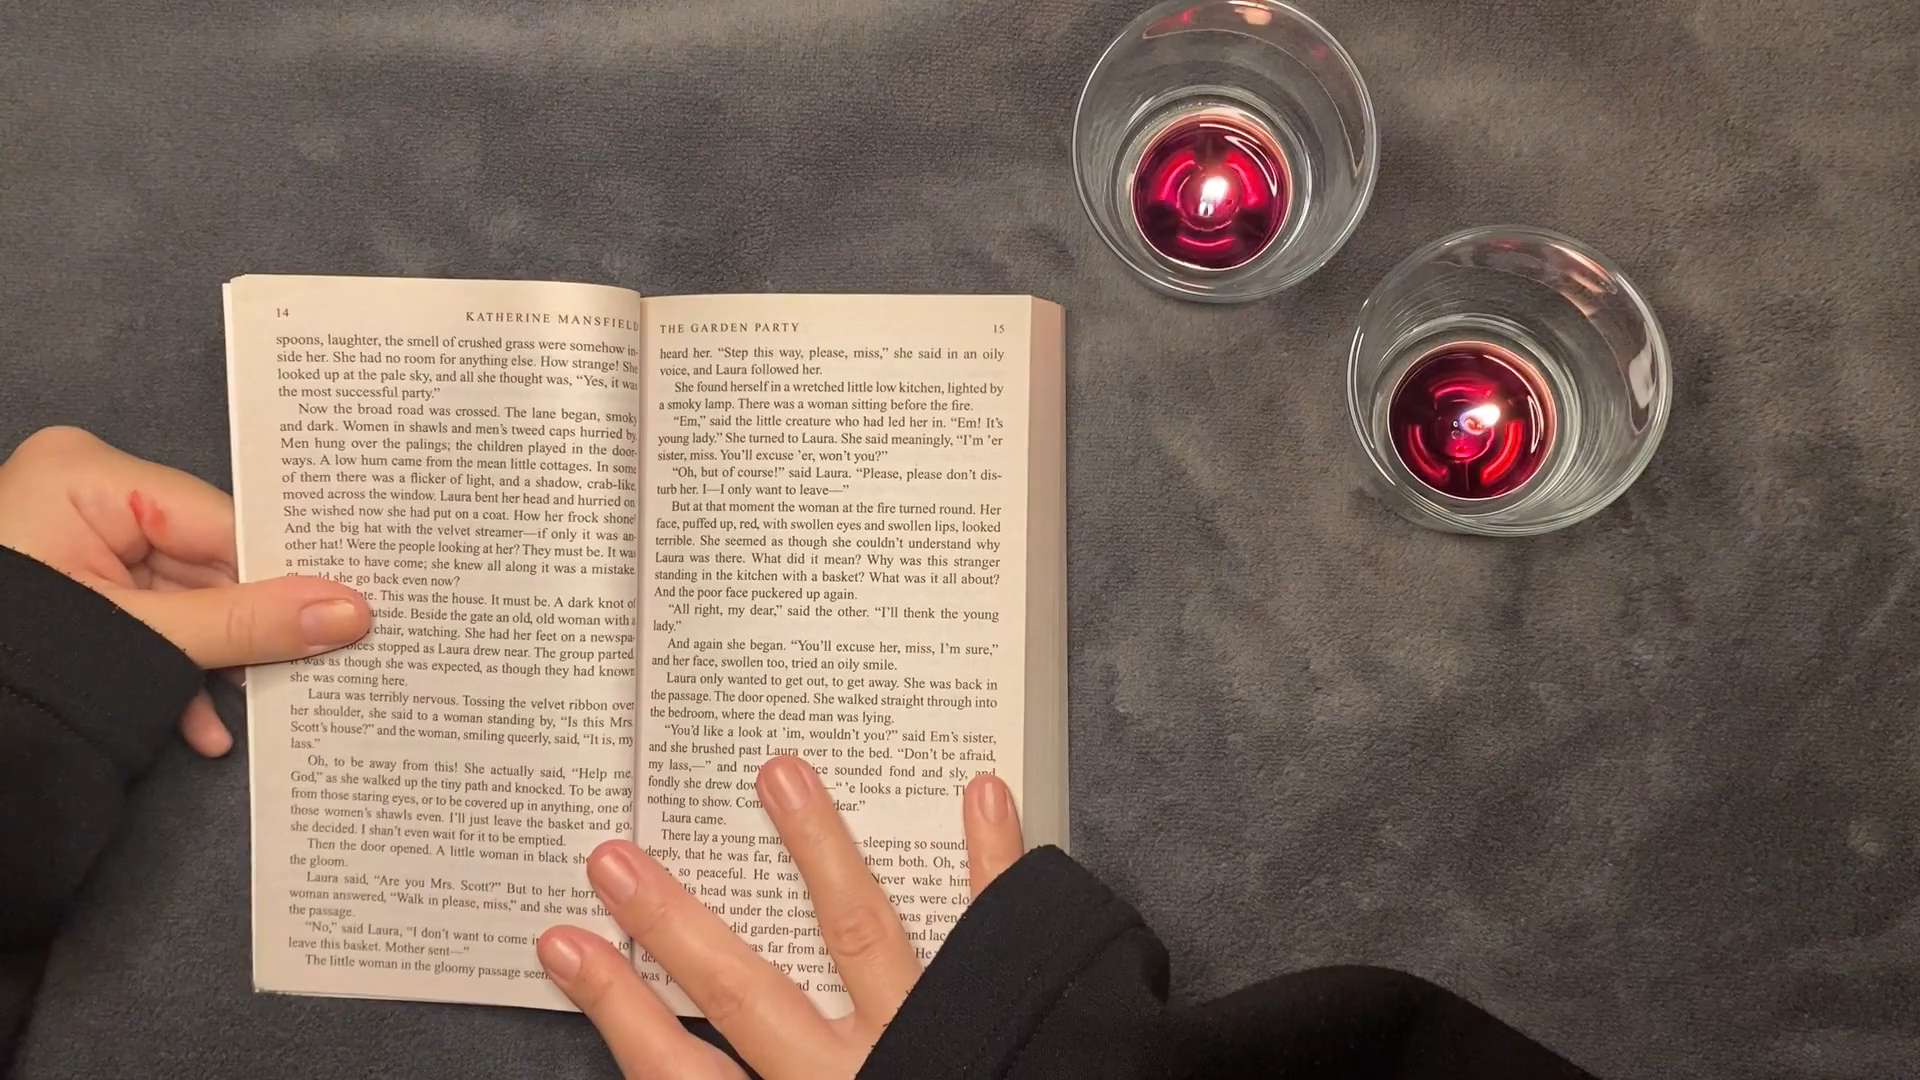 14
KATHERINE MANSFIELD
spoons, laughter, the smell of crushed grass were somehow in-
side her. She had no room for anything else. How strange! She
looked up at the pale sky, and all she thought was, “Yes, it was
the most successful party.”
Now the broad road was crossed. The lane began, smoky
and dark. Women in shawls and men’s tweed caps hurried by.
Men hung over the palings; the children played in the door-
ways. A low hum came from the mean little cottages. In some
of them there was a flicker of light, and a shadow, crab-like,
moved across the window. Laura bent her head and hurried on.
She wished now she had put on a coat. How her frock shone!
And the big hat with the velvet streamer—if only it was an-
other hat! Were the people looking at her? They must be. It was
a mistake to have come; she knew all along it was a mistake.
she go back even now?
This was the house. It must be. A dark knot of
Beside the gate an old, old woman with a
chair, watching. She had her feet on a newspa-
stopped as Laura drew near. The group parted.
It was as though she was expected, as though they had known
she was coming here.
Laura was terribly nervous. Tossing the velvet ribbon over
her shoulder, she said to a woman standing by, “Is this Mrs.
Scott’s house?” and the woman, smiling queerly, said, “It is, my
lass.”
Oh, to be away from this! She actually said, “Help me,
God,” as she walked up the tiny path and knocked. To be away
from those staring eyes, or to be covered up in anything, one of
those women’s shawls even. I’ll just leave the basket and go,
she decided. I shan’t even wait for it to be emptied.
Then the door opened. A little woman in black
the gloom.
Laura said, “Are you Mrs. Scott?” But to her
woman answered, “Walk in please, miss,” and she was
the passage.
“No,” said Laura, “I don’t want to come
to
leave this basket. Mother sent—”
The little woman in the gloomy passage
THE GARDEN PARTY
15
heard her. “Step this way, please, miss,” she said in an oily
voice, and Laura followed her.
She found herself in a wretched little low kitchen, lighted by
a smoky lamp. There was a woman sitting before the fire.
“Em,” said the little creature who had led her in. “Em! It’s
young lady.” She turned to Laura. She said meaningly, “I’m ’er
sister, miss. You’ll excuse ’er, won’t you?”
“Oh, but of course!” said Laura. “Please, please don’t dis-
turb her. I—I only want to leave—”
But at that moment the woman at the fire turned round. Her
face, puffed up, red, with swollen eyes and swollen lips, looked
terrible. She seemed as though she couldn’t understand why
Laura was there. What did it mean? Why was this stranger
standing in the kitchen with a basket? What was it all about?
And the poor face puckered up again.
“All right, my dear,” said the other. “I’ll thenk the young
lady.”
And again she began. “You’ll excuse her, miss, I’m sure,”
and her face, swollen too, tried an oily smile.
Laura only wanted to get out, to get away. She was back in
the passage. The door opened. She walked straight through into
the bedroom, where the dead man was lying.
“You’d like a look at ’im, wouldn’t you?” said Em’s sister,
and she brushed past Laura over to the bed. “Don’t be afraid,
my lass,—” and sounded fond and sly, and
fondly she drew —“ ’e looks a picture.
nothing to show. dear.”
Laura came.
There lay a young —sleeping so
deeply, that he was far, far them both. Oh,
so peaceful. He was Never wake
head was sunk in eyes were
under the was given
did and
was far from
they were
was come